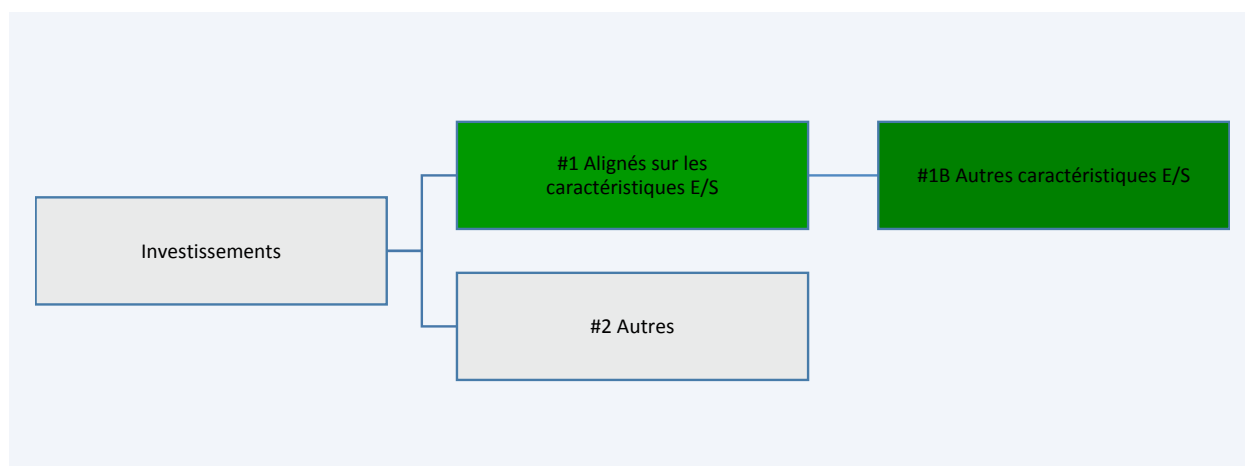 #1 Alignés sur les
caractéristiques E/S
#1B Autres caractéristiques E/S
Investissements
#2 Autres